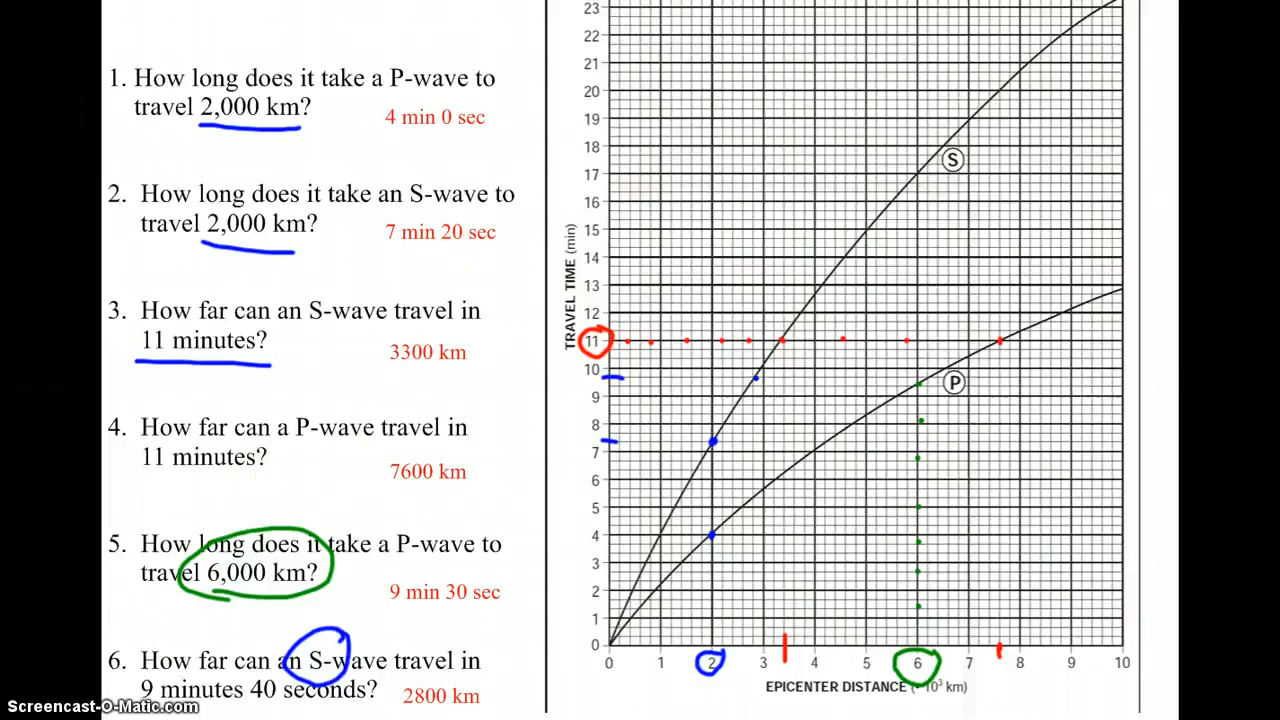 1. How long does it take a P-wave to
travel 2,000 km?
4 min 0 sec
2. How long does it take an S-wave to
travel 2,000 km?
7 min 20 sec
3. How far can an S-wave travel in
11 minutes?
3300 km
4. How far can a P-wave travel in
11 minutes?
7600 km
5. How long does it take a P-wave to
travel 6,000 km?
9 min 30 sec
6. How far can an S-wave travel in
9 minutes 40 seconds?
2800 km
TRAVEL TIME (min)
23
22
21
20
19
18
17
16
15
14
13
12
11
10
9
8
7
6
5
4
3
2
1
0
S
P
0 1 2 3 4 5 6 7 8 9 10
EPICENTER DISTANCE (10³ km)
Screencast-O-Matic.com